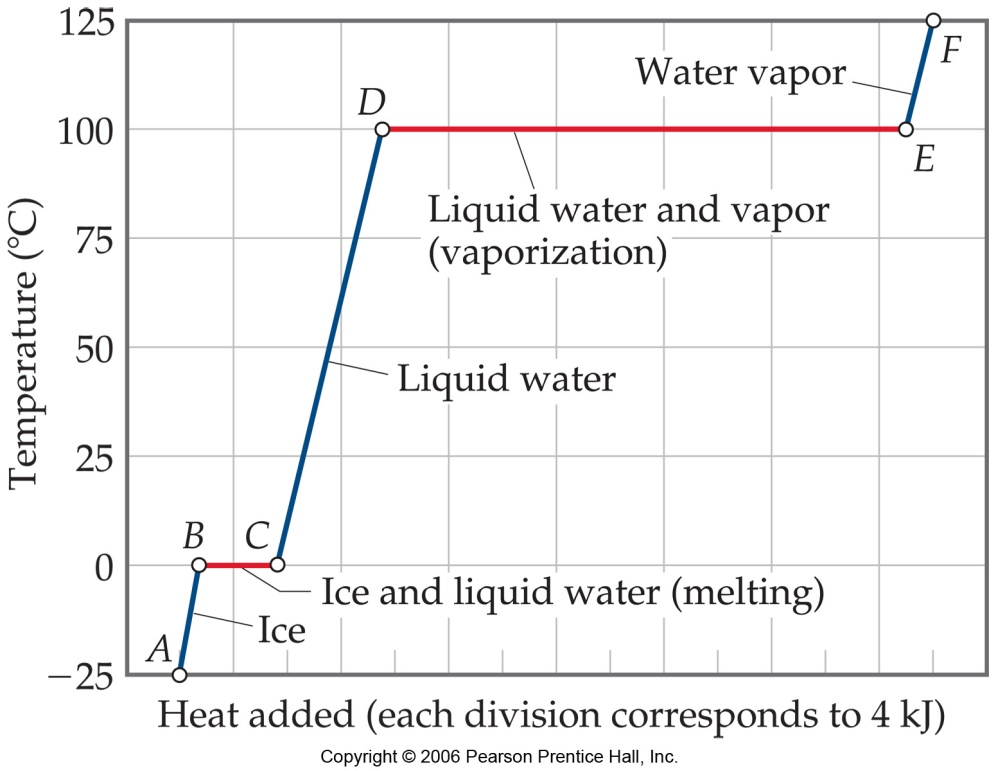 125
F
Water vapor
D
100
E
Liquid water and vapor
(vaporization)
75
Temperature (°C)
50
Liquid water
25
B
C
0
Ice and liquid water (melting)
Ice
A
−25
Heat added (each division corresponds to 4 kJ)
Copyright © 2006 Pearson Prentice Hall, Inc.